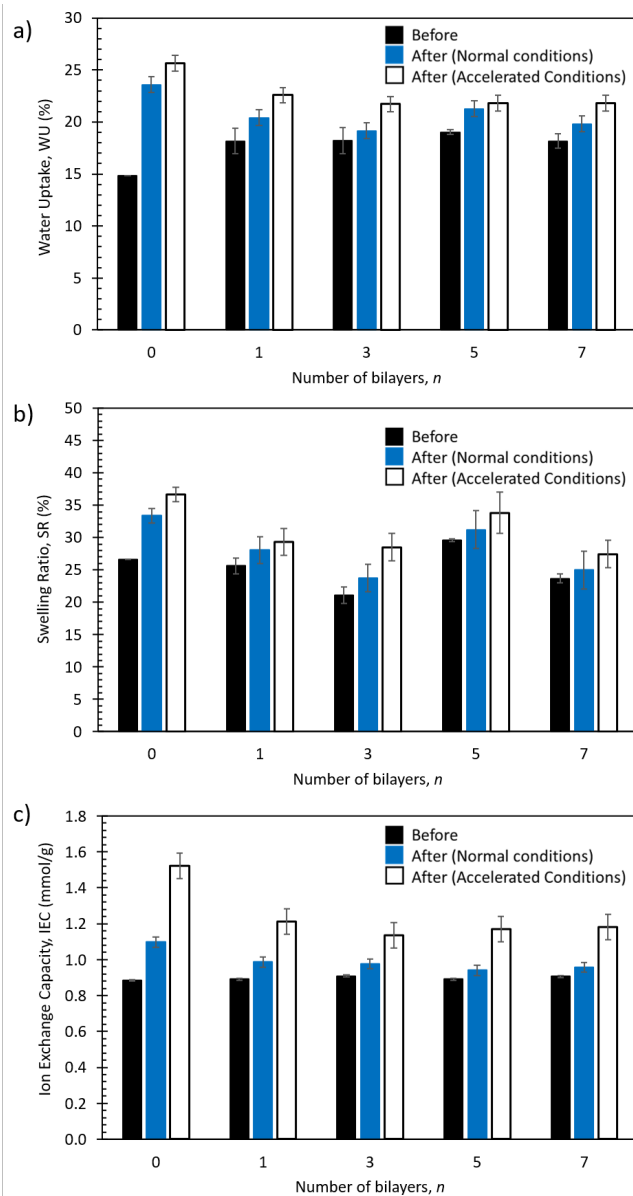 a)
Water Uptake, WU (%)
30
25
20
15
10
5
0
Before
After (Normal conditions)
After (Accelerated Conditions)
0 1 3 5 7
Number of bilayers, n
b)
Swelling Ratio, SR (%)
50
45
40
35
30
25
20
15
10
5
0
Before
After (Normal conditions)
After (Accelerated Conditions)
0 1 3 5 7
Number of bilayers, n
c)
Ion Exchange Capacity, IEC (mmol/g)
1.8
1.6
1.4
1.2
1.0
0.8
0.6
0.4
0.2
0.0
Before
After (Normal conditions)
After (Accelerated Conditions)
0 1 3 5 7
Number of bilayers, n